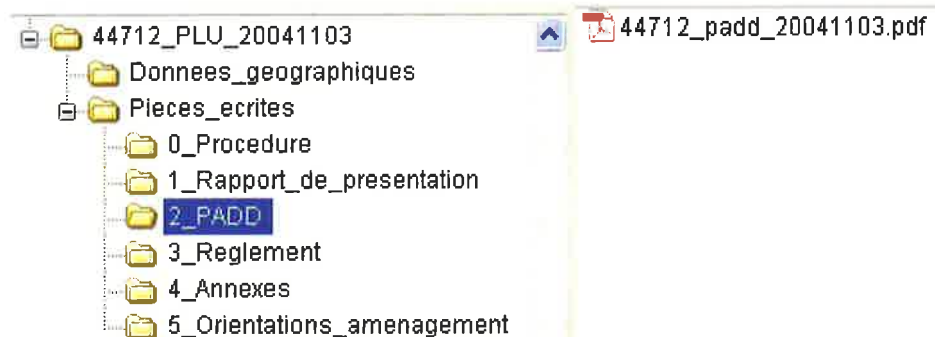 44712_PLU_20041103
44712_padd_20041103.pdf
Donnees_geographiques
Pieces_ecrites
0_Procedure
1_Rapport_de_presentation
2_PADD
3_Reglement
4_Annexes
5_Orientations_amenagement